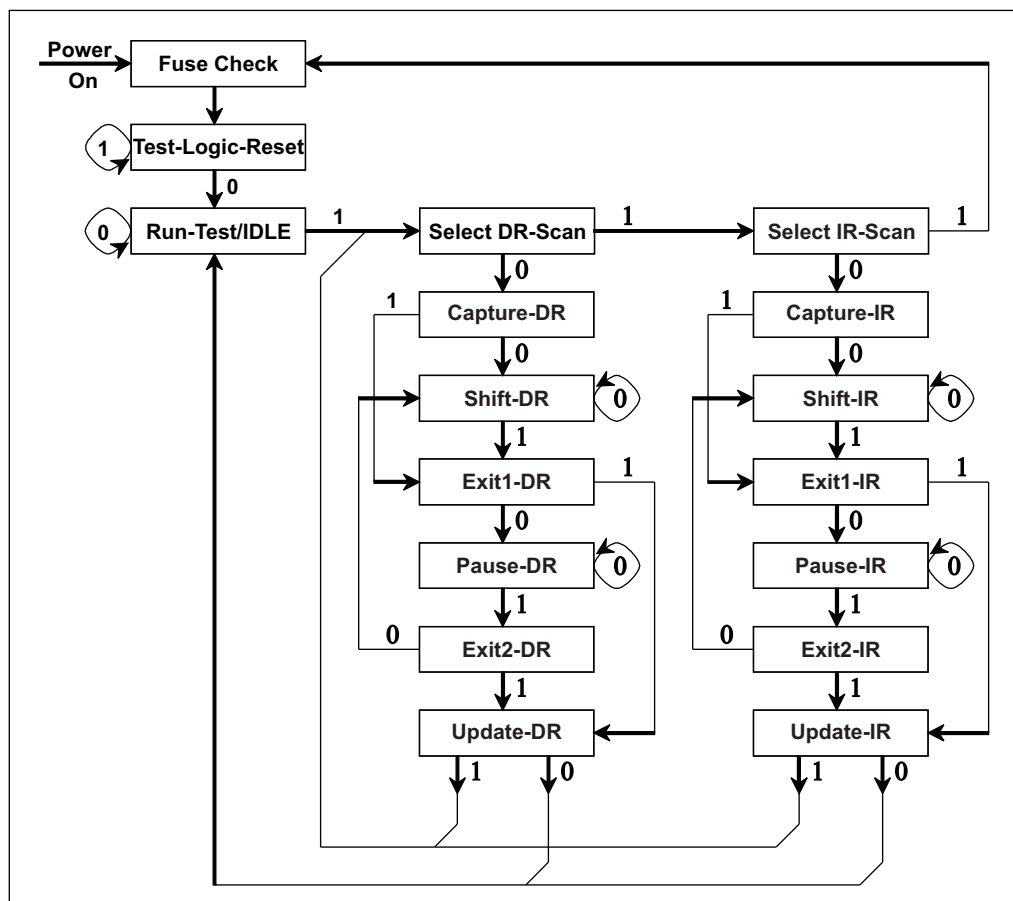 Power
On
Fuse Check
1
Test-Logic-Reset
0
0
Run-Test/IDLE
1
Select DR-Scan
1
Select IR-Scan
1
0
0
1
Capture-DR
1
Capture-IR
0
0
Shift-DR
0
Shift-IR
0
1
1
Exit1-DR
1
Exit1-IR
1
0
0
Pause-DR
0
Pause-IR
0
1
1
0
Exit2-DR
0
Exit2-IR
1
1
Update-DR
Update-IR
1
0
1
0